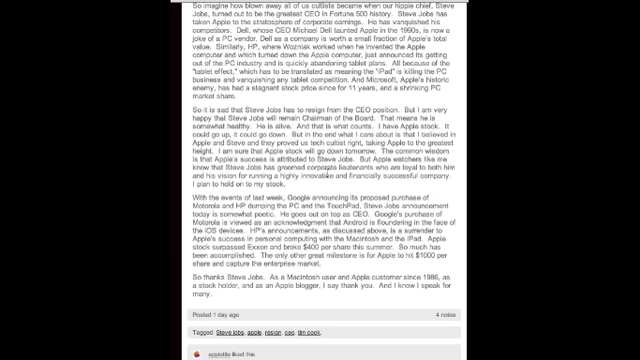 So imagine how blown away all of us cultists became when our hippie chief, Steve
Jobs, turned out to be the greatest CEO in Fortune 500 history. Steve Jobs has
taken Apple to the stratosphere of corporate earnings. He has vanquished his
competitors. Dell, whose CEO Michael Dell taunted Apple in the 1990s, is now a
joke of a PC vendor. Dell as a company is worth a small fraction of Apple's total
value. Similarly, HP, where Wozniak worked when he invented the Apple
computer and which turned down the Apple computer, just announced its getting
out of the PC industry and is quickly abandoning tablet plans. All because of the
"tablet effect," which has to be translated as meaning the "iPad" is killing the PC
business and vanquishing any tablet competition. And Microsoft, Apple's historic
enemy, has had a stagnant stock price since for 11 years, and a shrinking PC
market share.
So it is sad that Steve Jobs has to resign from the CEO position. But I am very
happy that Steve Jobs will remain Chairman of the Board. That means he is
somewhat healthy. He is alive. And that is what counts. I have Apple stock. It
could go up, it could go down. But in the end what I care about is that I believed in
Apple and Steve and they proved us tech cultist right, taking Apple to the greatest
height. I am sure that Apple stock will go down tomorrow. The common wisdom
is that Apple's success is attributed to Steve Jobs. But Apple watchers like me
know that Steve Jobs has groomed corporate lieutenants who are loyal to both him
and his vision for running a highly innovative and financially successful company.
I plan to hold on to my stock.
With the events of last week, Google announcing its proposed purchase of
Motorola and HP dumping the PC and the TouchPad, Steve Jobs announcement
today is somewhat poetic. He goes out on top as CEO. Google's purchase of
Motorola is viewed as an acknowledgment that Android is floundering in the face of
the iOS devices. HP's announcements, as discussed above, is a surrender to
Apple's success in personal computing with the Macintosh and the iPad. Apple
stock surpassed Exxon and broke $400 per share this summer. So much has
been accomplished. The only other great milestone is for Apple to hit $1000 per
share and capture the enterprise market.
So thanks Steve Jobs. As a Macintosh user and Apple customer since 1986, as
a stock holder, and as an Apple blogger, I say thank you. And I know I speak for
many.
Posted 1 day ago 4 notes
Tagged: Steve jobs, apple, resign, ceo, tim cook,
liked this